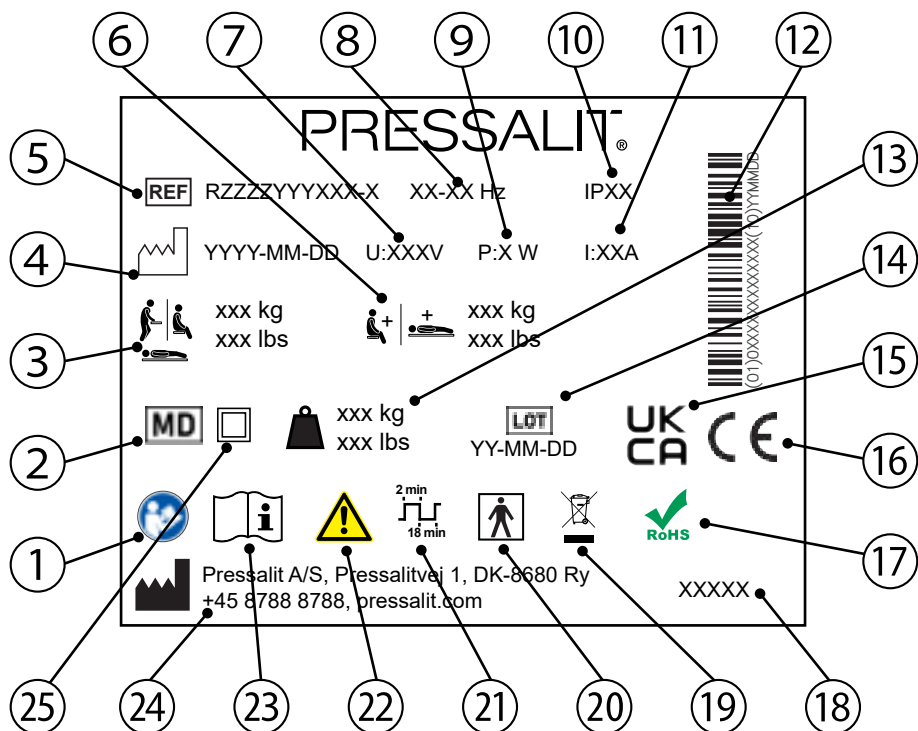 6 7 8 9 10 11 12
PRESSALIT®
5 REF RZZZZYYYXXX-X XX-XX Hz IPXX 13
4 YYYY-MM-DD U:XXXV P:X W I:XXA 14
(01)0XXXXXXXXXXXXX(10)YYMMDD
3 xxx kg + + xxx kg
xxx lbs xxx lbs 15
2 MD xxx kg LOT UK CE 16
xxx lbs YY-MM-DD CA
2 min
1 i ! 18 min RoHS 17
Pressalit A/S, Pressalitvej 1, DK-8680 Ry
+45 8788 8788, pressalit.com XXXXX
25 24 23 22 21 20 19 18